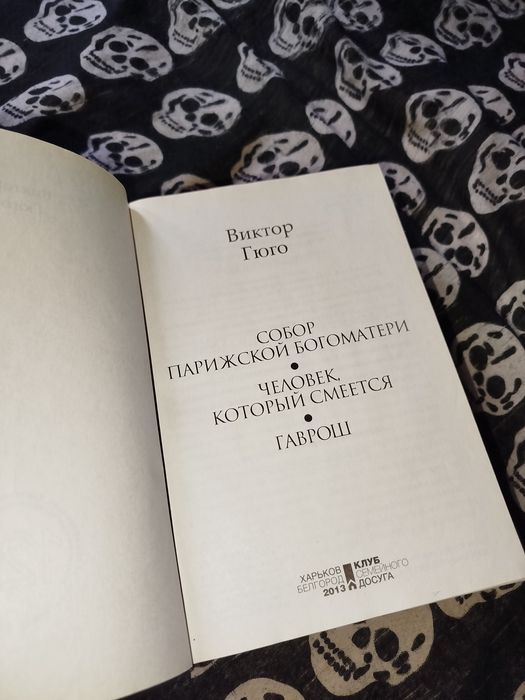 Виктор
Гюго
СОБОР
ПАРИЖСКОЙ БОГОМАТЕРИ
•
ЧЕЛОВЕК,
КОТОРЫЙ СМЕЕТСЯ
•
ГАВРОШ
ХАРЬКОВ КЛУБ
БЕЛГОРОД СЕМЕЙНОГО
2013 ДОСУГА